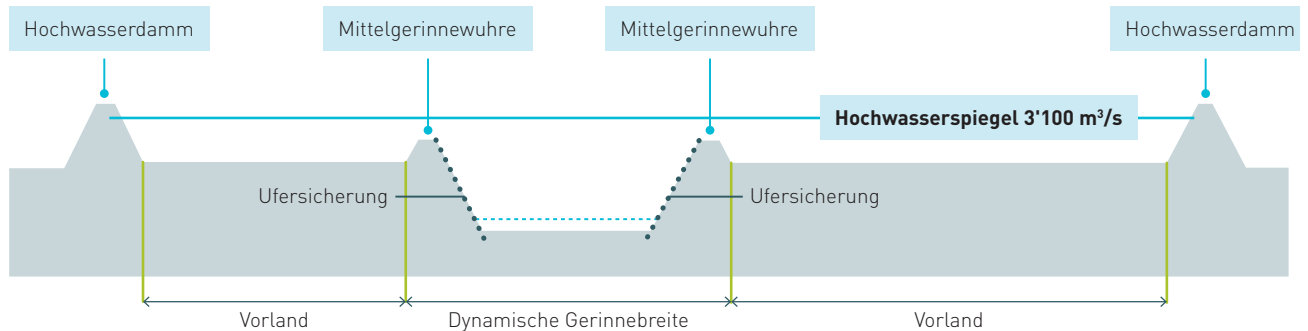 Hochwasserdamm
Mittelgerinnewuhre
Mittelgerinnewuhre
Hochwasserdamm
Hochwasserspiegel 3'100 m³/s
Ufersicherung
Ufersicherung
Vorland
Dynamische Gerinnebreite
Vorland